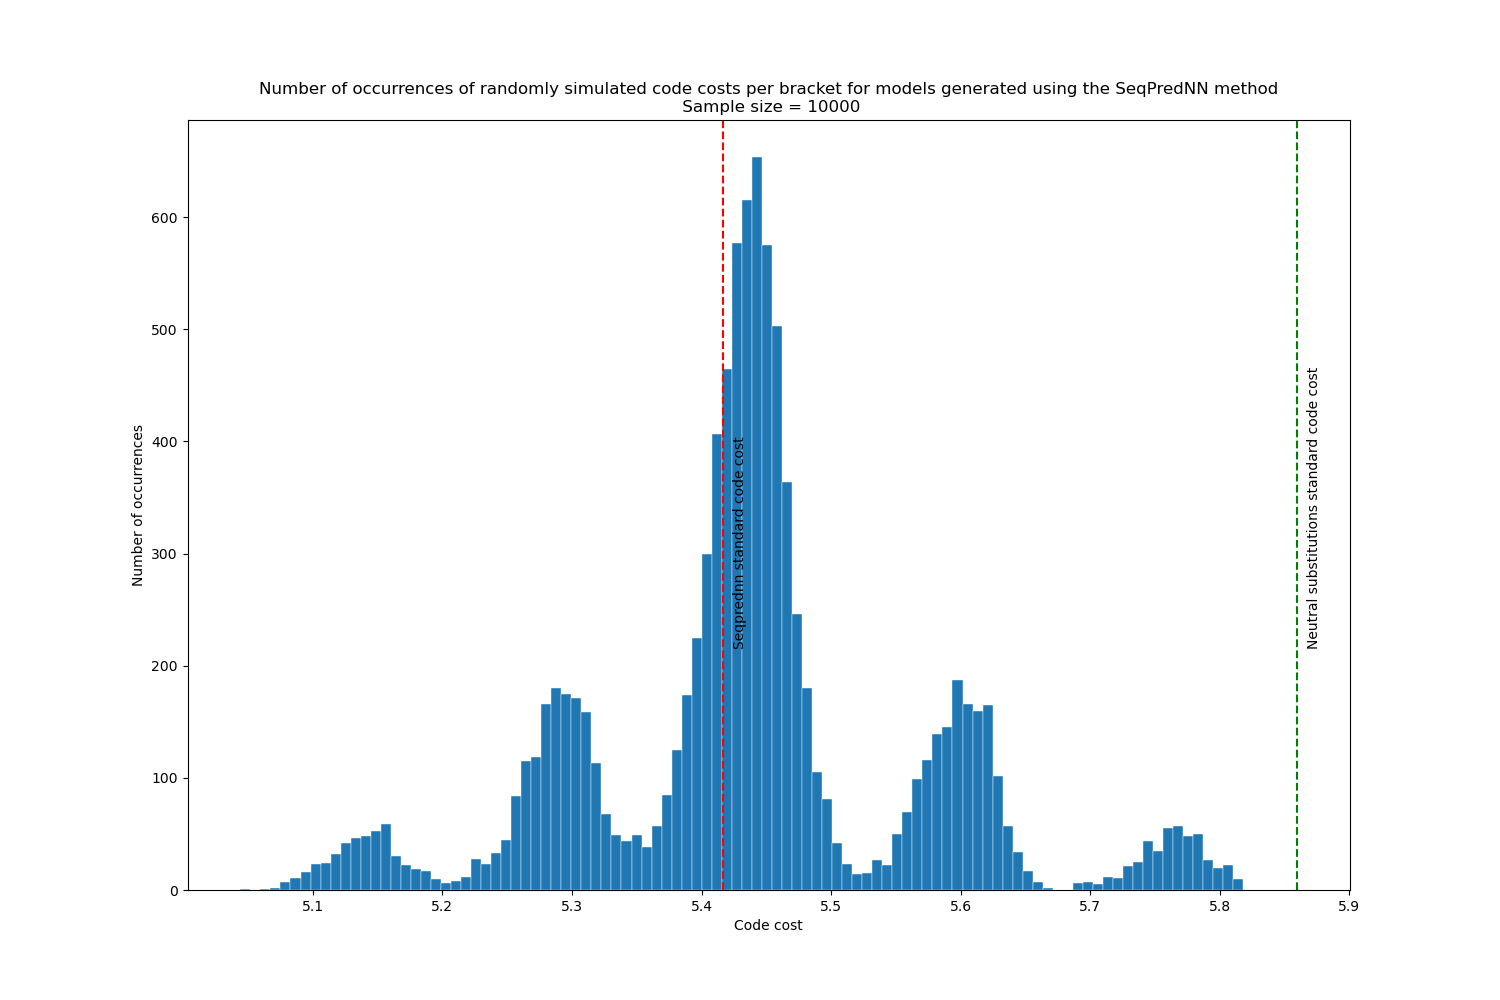 Number of occurrences of randomly simulated code costs per bracket for models generated using the SeqPredNN method
Sample size = 10000
Number of occurrences
600
500
400
300
200
100
0
Seqprednn standard code cost
Neutral substitutions standard code cost
5.1 5.2 5.3 5.4 5.5 5.6 5.7 5.8 5.9
Code cost